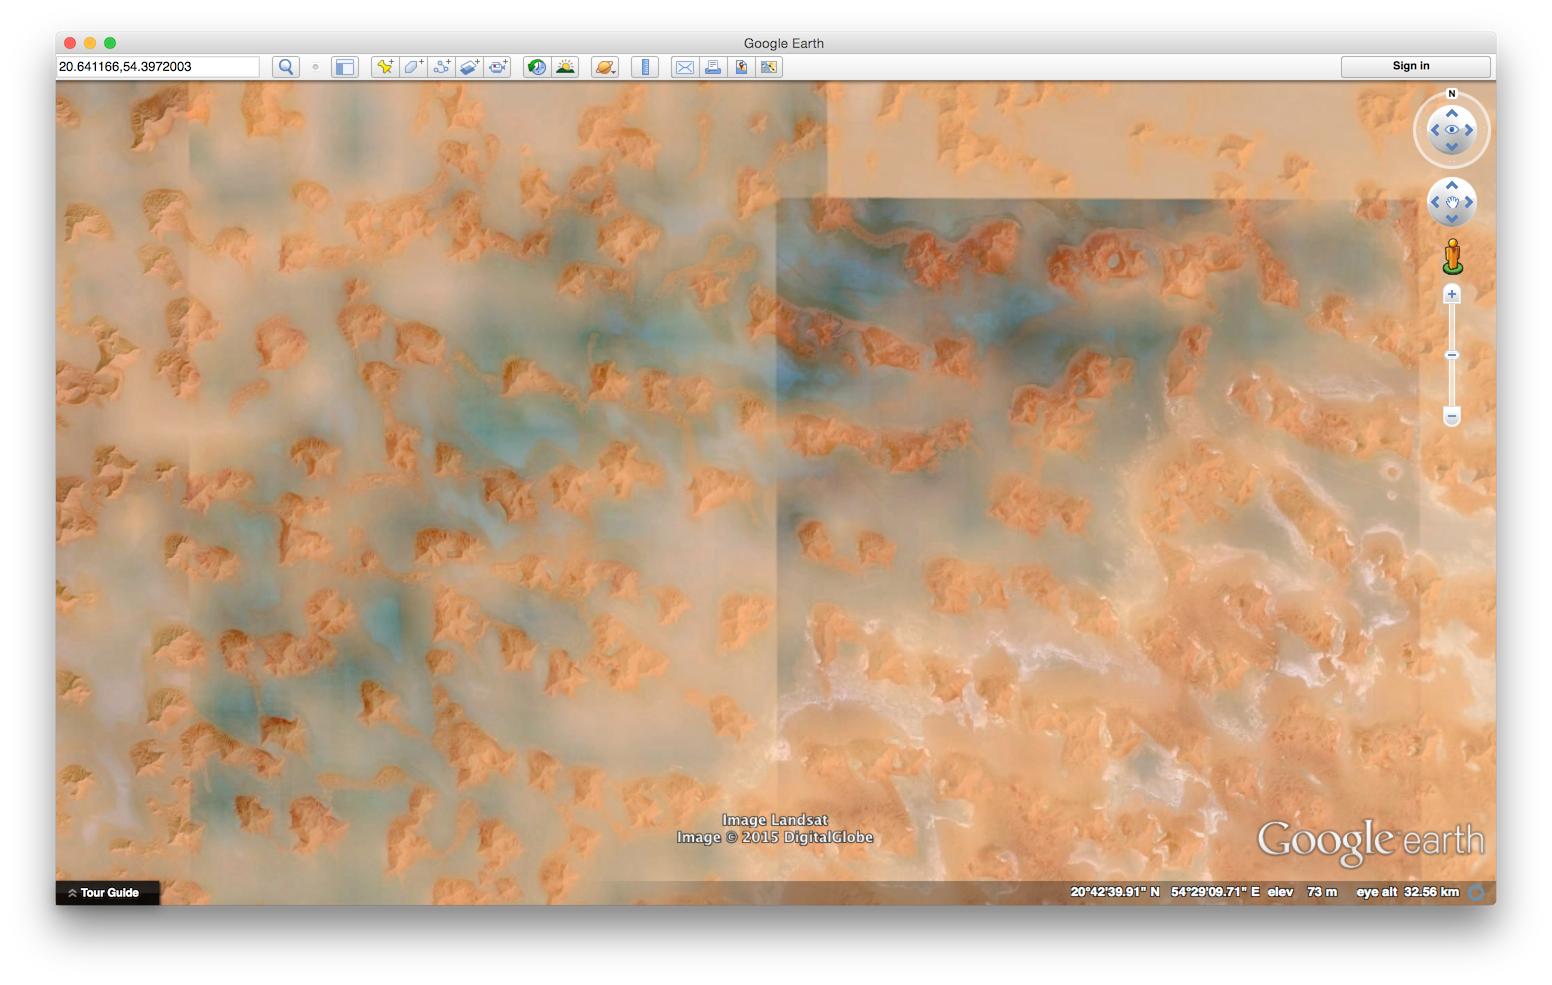 Google Earth
20.641166,54.3972003
Sign in
N
Image Landsat
Image © 2015 DigitalGlobe
Google earth
Tour Guide
20°42'39.91" N 54°29'09.71" E elev 73 m eye alt 32.56 km